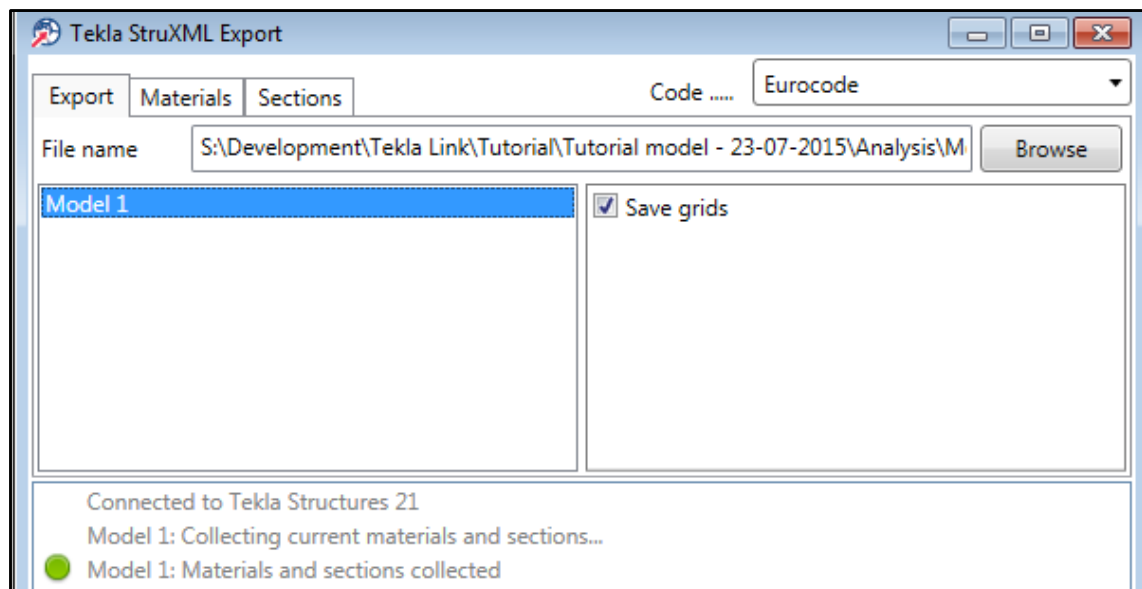 Tekla StruXML Export
Export Materials Sections Code ..... Eurocode
File name S:\Development\Tekla Link\Tutorial\Tutorial model - 23-07-2015\Analysis\M Browse
Model 1 Save grids
Connected to Tekla Structures 21
Model 1: Collecting current materials and sections...
Model 1: Materials and sections collected